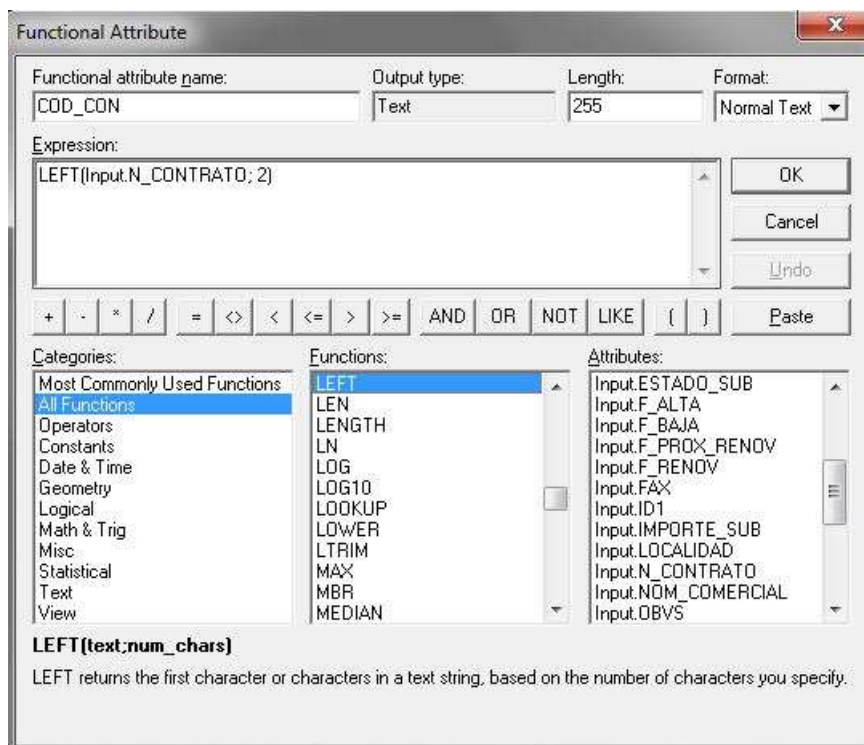 Functional Attribute
Functional attribute name: Output type: Length: Format:
COD_CON Text 255 Normal Text
Expression:
LEFT(Input.N_CONTRATO; 2)
OK
Cancel
Undo
+ - * / = <> < <= > >= AND OR NOT LIKE ( ) Paste
Categories: Functions: Attributes:
Most Commonly Used Functions LEFT Input.ESTADO_SUB
All Functions LEN Input.F_ALTA
Operators LENGTH Input.F_BAJA
Constants LN Input.F_PROX_RENOV
Date & Time LOG Input.F_RENOV
Geometry LOG10 Input.FAX
Logical LOOKUP Input.ID1
Math & Trig LOWER Input.IMPORTE_SUB
Misc LTRIM Input.LOCALIDAD
Statistical MAX Input.N_CONTRATO
Text MBR Input.NOM_COMERCIAL
View MEDIAN Input.OBVS
LEFT(text;num_chars)
LEFT returns the first character or characters in a text string, based on the number of characters you specify.